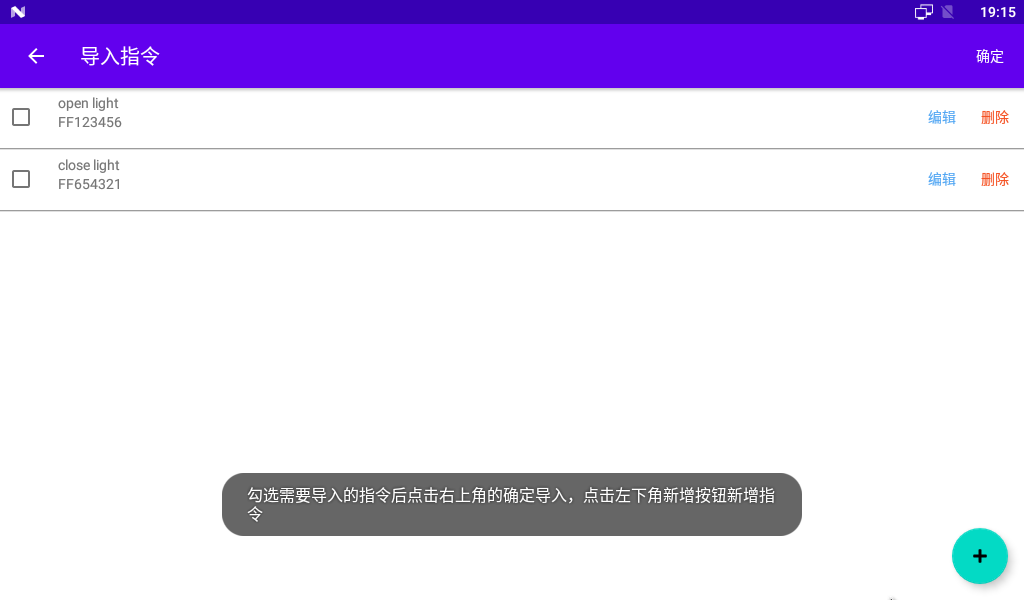 19:15
导入指令
确定
open light
FF123456
编辑 删除
close light
FF654321
编辑 删除
勾选需要导入的指令后点击右上角的确定导入，点击左下角新增按钮新增指
令